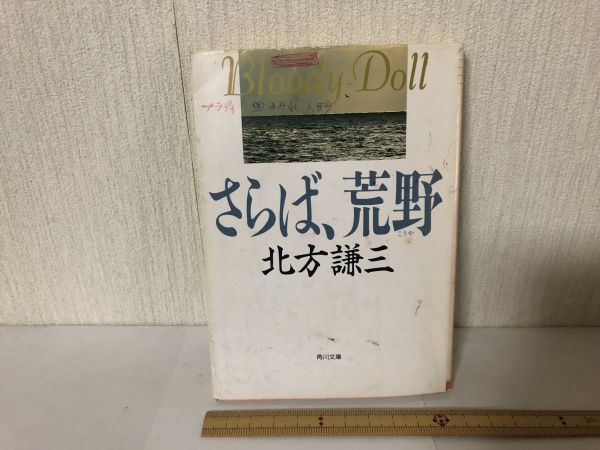 Bloody Doll
ブラディ
さらば、荒野
こうや
北方謙三
角川文庫